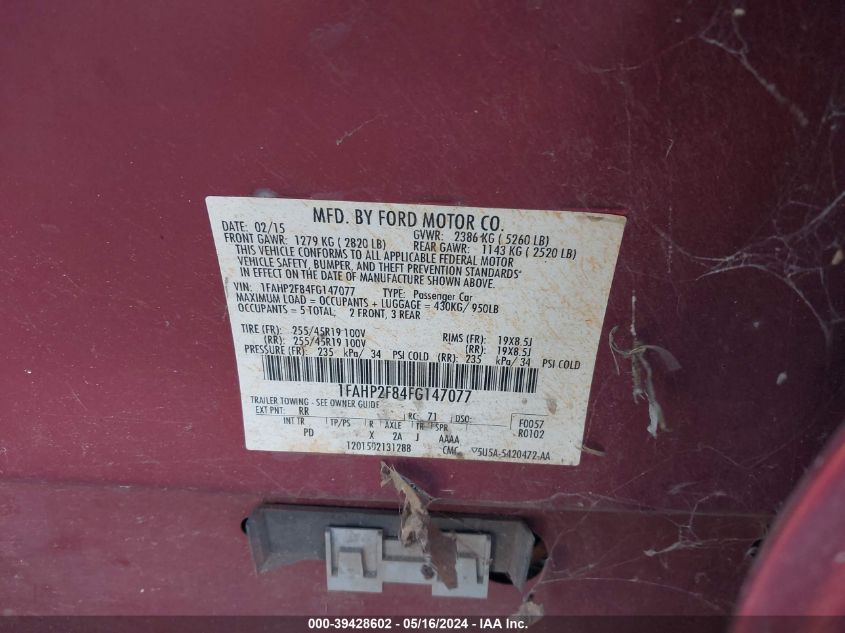 MFD. BY FORD MOTOR CO.
DATE: 02/15 GVWR: 2386 KG ( 5260 LB)
FRONT GAWR: 1279 KG ( 2820 LB) REAR GAWR: 1143 KG ( 2520 LB)
THIS VEHICLE CONFORMS TO ALL APPLICABLE FEDERAL MOTOR
VEHICLE SAFETY, BUMPER, AND THEFT PREVENTION STANDARDS
IN EFFECT ON THE DATE OF MANUFACTURE SHOWN ABOVE.
VIN: 1FAHP2F84FG147077 TYPE: Passenger Car
MAXIMUM LOAD = OCCUPANTS + LUGGAGE = 430KG/ 950LB
OCCUPANTS = 5 TOTAL; 2 FRONT, 3 REAR
TIRE (FR): 255/45R19 100V RIMS (FR): 19X8.5J
(RR): 255/45R19 100V (RR): 19X8.5J
PRESSURE (FR): 235 kPa/ 34 PSI COLD (RR): 235 kPa/ 34 PSI COLD
1FAHP2F84FG147077
TRAILER TOWING - SEE OWNER GUIDE
EXT PNT: RR RC: 71 DSO: F0057
INT TR TP/PS R AXLE TR SPR R0102
PD X 2A J AAAA
1201502131288 CMC 5U5A-5420472-AA
000-39428602 - 05/16/2024 - © IAA, Inc.